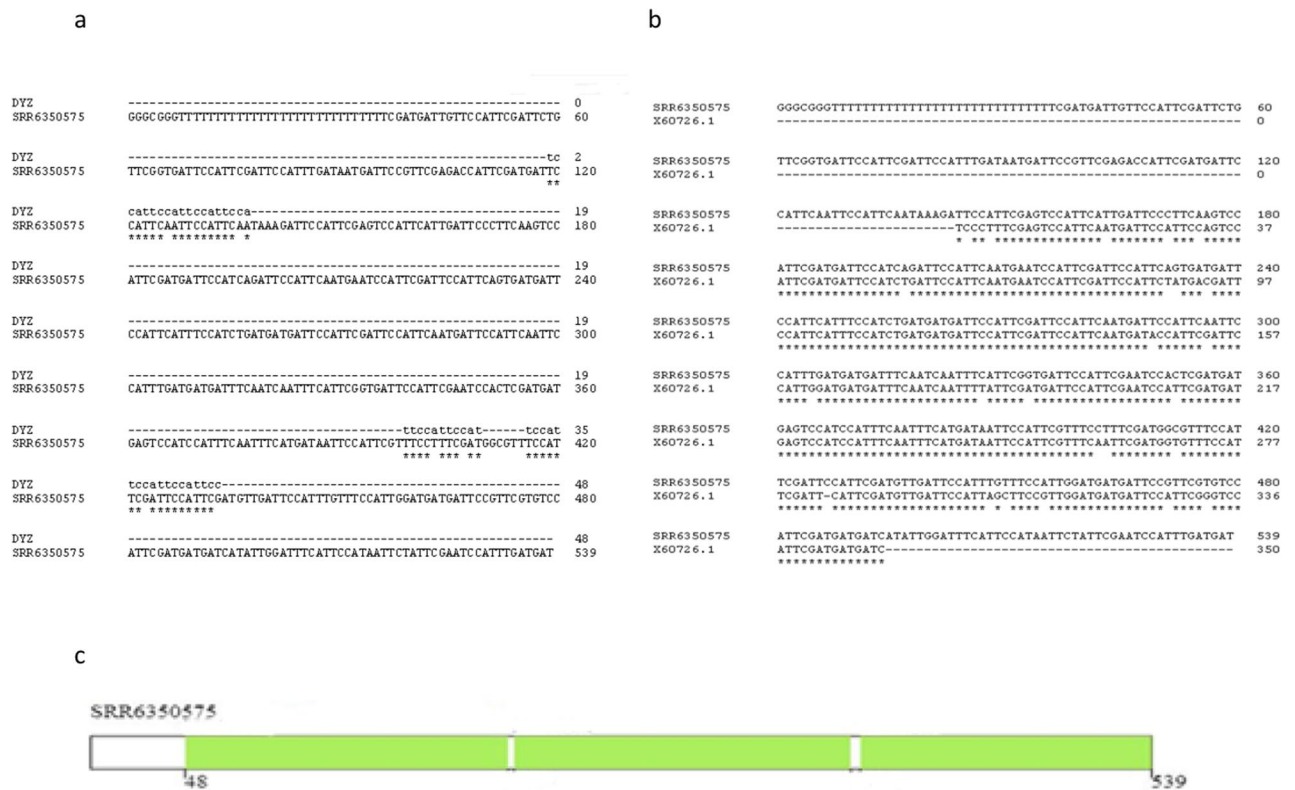 a
DYZ ------------------------------------------------------------ 0
SRR6350575 GGGCGGGTTTTTTTTTTTTTTTTTTTTTTTTTTTTTCGATGATTGTTCCATTCGATTCTG 60
DYZ ----------------------------------------------------------tc 2
SRR6350575 TTCGGTGATTCCATTCGATTCCATTTGATAATGATTCCGTTCGAGACCATTCGATGATTC 120
**
DYZ cattccattccattcca------------------------------------------- 19
SRR6350575 CATTCAATTCCATTCAATAAAGATTCCATTCGAGTCCATTCATTGATTCCCTTCAAGTCC 180
***** ********* *
DYZ ------------------------------------------------------------ 19
SRR6350575 ATTCGATGATTCCATCAGATTCCATTCAATGAATCCATTCGATTCCATTCAGTGATGATT 240
DYZ ------------------------------------------------------------ 19
SRR6350575 CCATTCATTTCCATCTGATGATGATTCCATTCGATTCCATTCAATGATTCCATTCAATTC 300
DYZ ------------------------------------------------------------ 19
SRR6350575 CATTTGATGATGATTTCAATCAATTTCATTCGGTGATTCCATTCGAATCCACTCGATGAT 360
DYZ --------------------------------------ttccattccat------tccat 35
SRR6350575 GAGTCCATCCATTTCAATTTCATGATAATTCCATTCGTTTCCTTTCGATGGCGTTTCCAT 420
**** *** ** *****
DYZ tccattccattcc----------------------------------------------- 48
SRR6350575 TCGATTCCATTCGATGTTGATTCCATTTGTTTCCATTGGATGATGATTCCGTTCGTGTCC 480
** *********
DYZ ----------------------------------------------------------- 48
SRR6350575 ATTCGATGATGATCATATTGGATTTCATTCCATAATTCTATTCGAATCCATTTGATGAT 539
b
SRR6350575 GGGCGGGTTTTTTTTTTTTTTTTTTTTTTTTTTTTTCGATGATTGTTCCATTCGATTCTG 60
X60726.1 ------------------------------------------------------------ 0
SRR6350575 TTCGGTGATTCCATTCGATTCCATTTGATAATGATTCCGTTCGAGACCATTCGATGATTC 120
X60726.1 ------------------------------------------------------------ 0
SRR6350575 CATTCAATTCCATTCAATAAAGATTCCATTCGAGTCCATTCATTGATTCCCTTCAAGTCC 180
X60726.1 -----------------------TCCCTTTCGAGTCCATTCAATGATTCCATTCCAGTCC 37
* ** ************** ******** *** *****
SRR6350575 ATTCGATGATTCCATCAGATTCCATTCAATGAATCCATTCGATTCCATTCAGTGATGATT 240
X60726.1 ATTCGATGATTCCATCTGATTCCATTCAATGAATCCATTCGATTCCATTCTATGACGATT 97
**************** ********************************* *** ****
SRR6350575 CCATTCATTTCCATCTGATGATGATTCCATTCGATTCCATTCAATGATTCCATTCAATTC 300
X60726.1 CCATTCATTTCCATCTGATGATGATTCCATTCGATTCCATTCAATGATACCATTCGATTC 157
************************************************ ****** ****
SRR6350575 CATTTGATGATGATTTCAATCAATTTCATTCGGTGATTCCATTCGAATCCACTCGATGAT 360
X60726.1 CATTGGATGATGATTTCAATCAATTTTATTCGATGATTCCATTCGAATCCATTCGATGAT 217
**** ********************* ***** ****************** ********
SRR6350575 GAGTCCATCCATTTCAATTTCATGATAATTCCATTCGTTTCCTTTCGATGGCGTTTCCAT 420
X60726.1 GAGTCCATCCATTTCAATTTCATGATAATTCCATTCGTTTCAATTCGATGGTGTTTCCAT 277
***************************************** ******** ********
SRR6350575 TCGATTCCATTCGATGTTGATTCCATTTGTTTCCATTGGATGATGATTCCGTTCGTGTCC 480
X60726.1 TCGATT-CATTCGATGTTGATTCCATTAGCTTCCGTTGGATGATGATTCCATTCGGGTCC 336
****** ******************** * **** *************** **** ****
SRR6350575 ATTCGATGATGATCATATTGGATTTCATTCCATAATTCTATTCGAATCCATTTGATGAT 539
X60726.1 ATTCGATGATGATC--------------------------------------------- 350
**************
c
SRR6350575
48
539